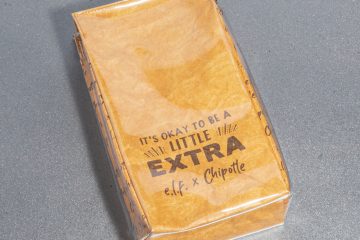 IT'S OKAY TO BE A
LITTLE
EXTRA
e.l.f. x Chipotle